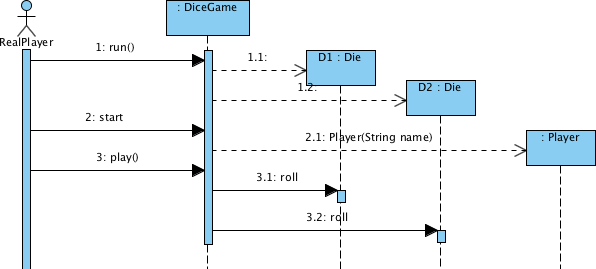 : DiceGame
RealPlayer
1: run()
1.1:
D1 : Die
1.2:
D2 : Die
2: start
2.1: Player(String name)
: Player
3: play()
3.1: roll
3.2: roll